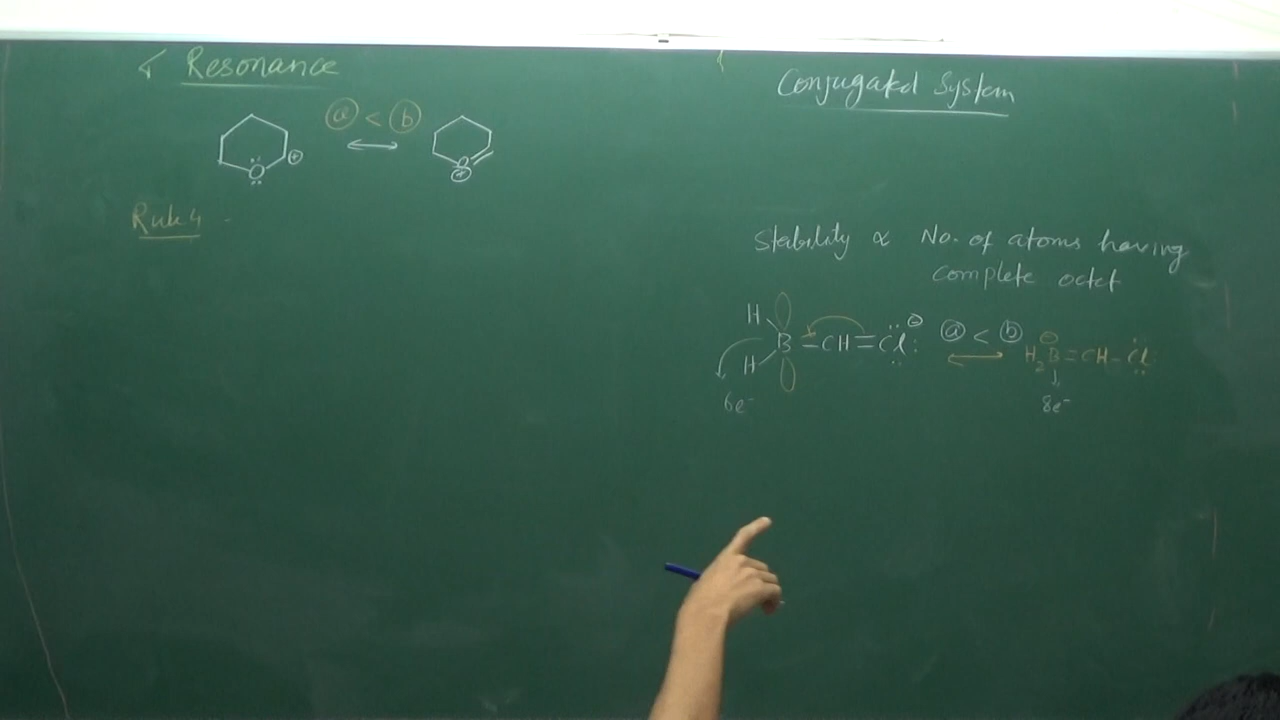 Resonance
ⓐ < ⓑ
⊕ Ö ↔ O ⊕
Rule 4 -
Conjugated System
Stability ∝ No. of atoms having
complete octet
H
B = CH = Cl ⊖ ⓐ < ⓑ ↔ H₂B⊖ = CH - Cl
H
6e⁻ 8e⁻